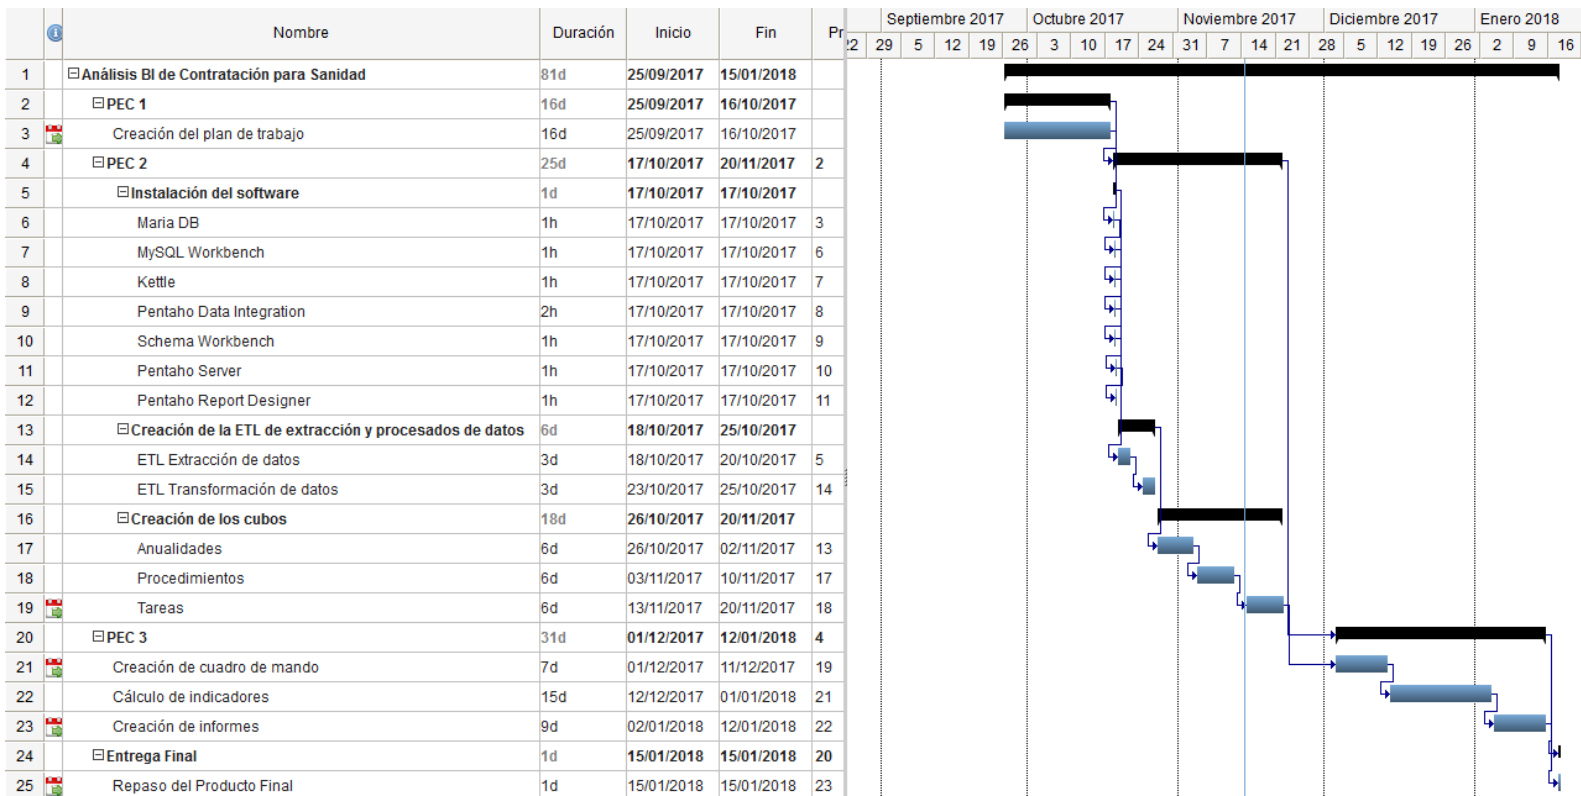 Nombre Duración Inicio Fin Pr
Septiembre 2017 Octubre 2017 Noviembre 2017 Diciembre 2017 Enero 2018
22 29 5 12 19 26 3 10 17 24 31 7 14 21 28 5 12 19 26 2 9 16
1 Análisis BI de Contratación para Sanidad 81d 25/09/2017 15/01/2018
2 PEC 1 16d 25/09/2017 16/10/2017
3 Creación del plan de trabajo 16d 25/09/2017 16/10/2017
4 PEC 2 25d 17/10/2017 20/11/2017 2
5 Instalación del software 1d 17/10/2017 17/10/2017
6 Maria DB 1h 17/10/2017 17/10/2017 3
7 MySQL Workbench 1h 17/10/2017 17/10/2017 6
8 Kettle 1h 17/10/2017 17/10/2017 7
9 Pentaho Data Integration 2h 17/10/2017 17/10/2017 8
10 Schema Workbench 1h 17/10/2017 17/10/2017 9
11 Pentaho Server 1h 17/10/2017 17/10/2017 10
12 Pentaho Report Designer 1h 17/10/2017 17/10/2017 11
13 Creación de la ETL de extracción y procesados de datos 6d 18/10/2017 25/10/2017
14 ETL Extracción de datos 3d 18/10/2017 20/10/2017 5
15 ETL Transformación de datos 3d 23/10/2017 25/10/2017 14
16 Creación de los cubos 18d 26/10/2017 20/11/2017
17 Anualidades 6d 26/10/2017 02/11/2017 13
18 Procedimientos 6d 03/11/2017 10/11/2017 17
19 Tareas 6d 13/11/2017 20/11/2017 18
20 PEC 3 31d 01/12/2017 12/01/2018 4
21 Creación de cuadro de mando 7d 01/12/2017 11/12/2017 19
22 Cálculo de indicadores 15d 12/12/2017 01/01/2018 21
23 Creación de informes 9d 02/01/2018 12/01/2018 22
24 Entrega Final 1d 15/01/2018 15/01/2018 20
25 Repaso del Producto Final 1d 15/01/2018 15/01/2018 23